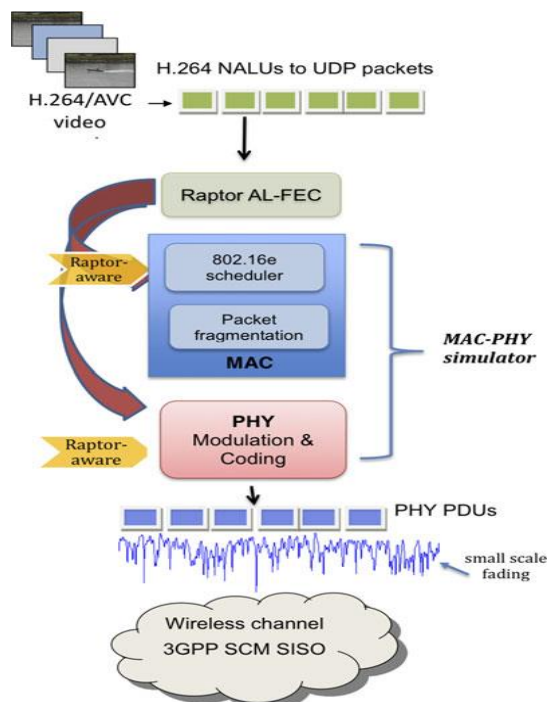 H.264 NALUs to UDP packets
H.264/AVC
video
Raptor AL-FEC
Raptor-
aware
802.16e
scheduler
Packet
fragmentation
MAC
MAC-PHY
simulator
Raptor-
aware
PHY
Modulation &
Coding
PHY PDUs
small scale
fading
Wireless channel
3GPP SCM SISO